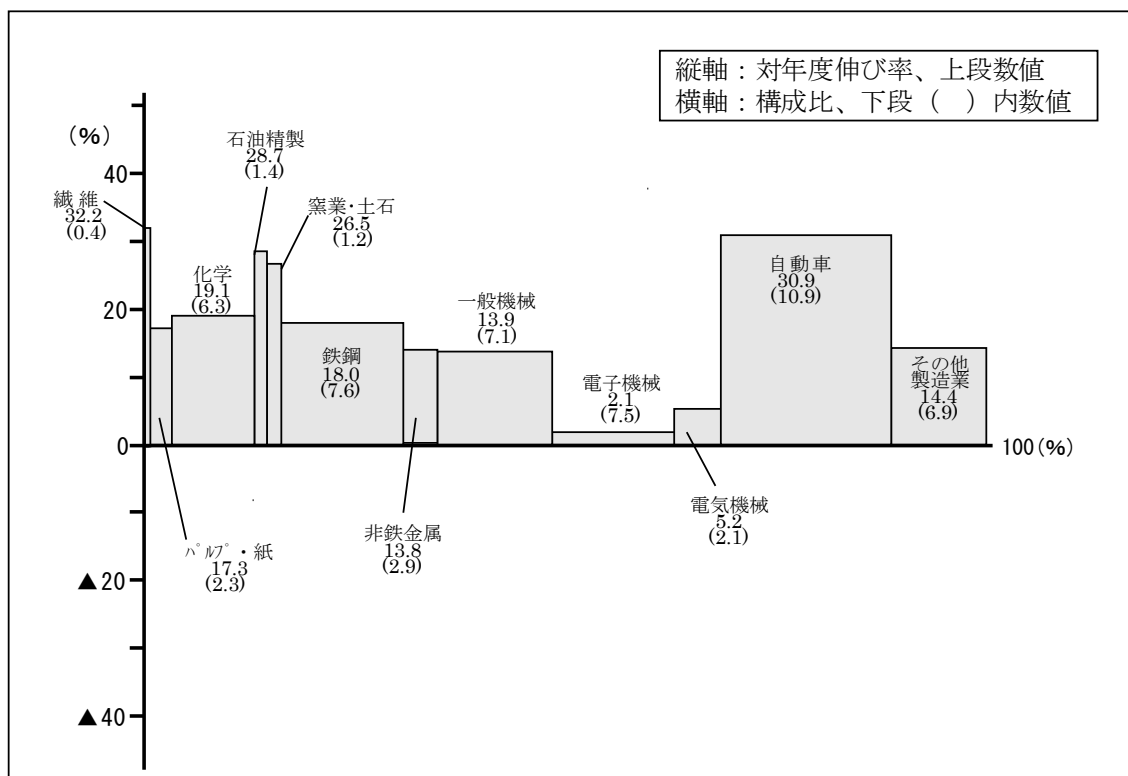 縦軸：対年度伸び率、上段数値
横軸：構成比、下段（　）内数値
(%)
40
20
0
▲20
▲40
100(%)
繊 維
32.2
(0.4)
ﾊﾟﾙﾌﾟ・紙
17.3
(2.3)
化学
19.1
(6.3)
石油精製
28.7
(1.4)
窯業･土石
26.5
(1.2)
鉄鋼
18.0
(7.6)
非鉄金属
13.8
(2.9)
一般機械
13.9
(7.1)
電子機械
2.1
(7.5)
電気機械
5.2
(2.1)
自動車
30.9
(10.9)
その他
製造業
14.4
(6.9)